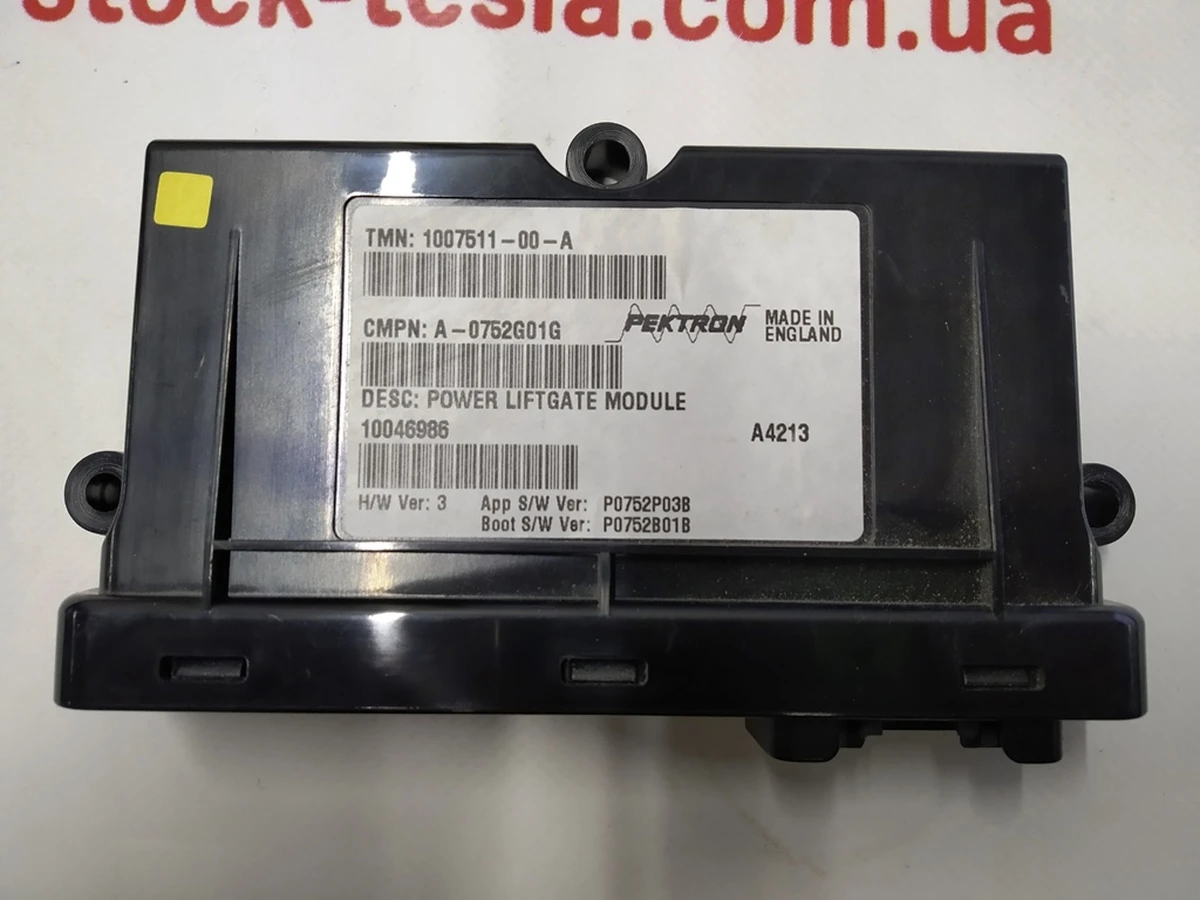 stock-tesla.com.ua
TMN: 1007511-00-A
CMPN: A-0752G01G
PEKTRON
MADE IN
ENGLAND
DESC: POWER LIFTGATE MODULE
10046986
A4213
H/W Ver: 3 App S/W Ver: P0752P03B
Boot S/W Ver: P0752B01B